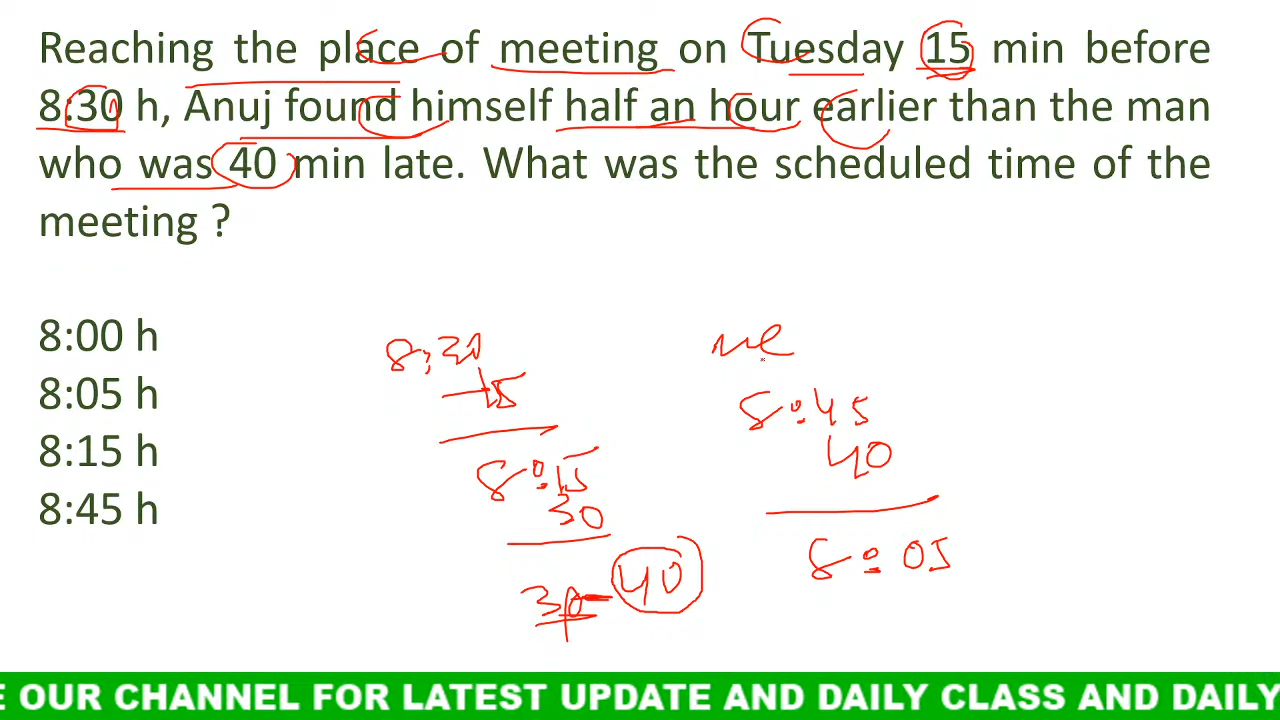 Reaching the place of meeting on Tuesday 15 min before
8:30 h, Anuj found himself half an hour earlier than the man
who was 40 min late. What was the scheduled time of the
meeting ?
8:00 h
8:05 h
8:15 h
8:45 h
8:30
-15
8:15
30
30-40
8:45
40
8:05
E OUR CHANNEL FOR LATEST UPDATE AND DAILY CLASS AND DAILY